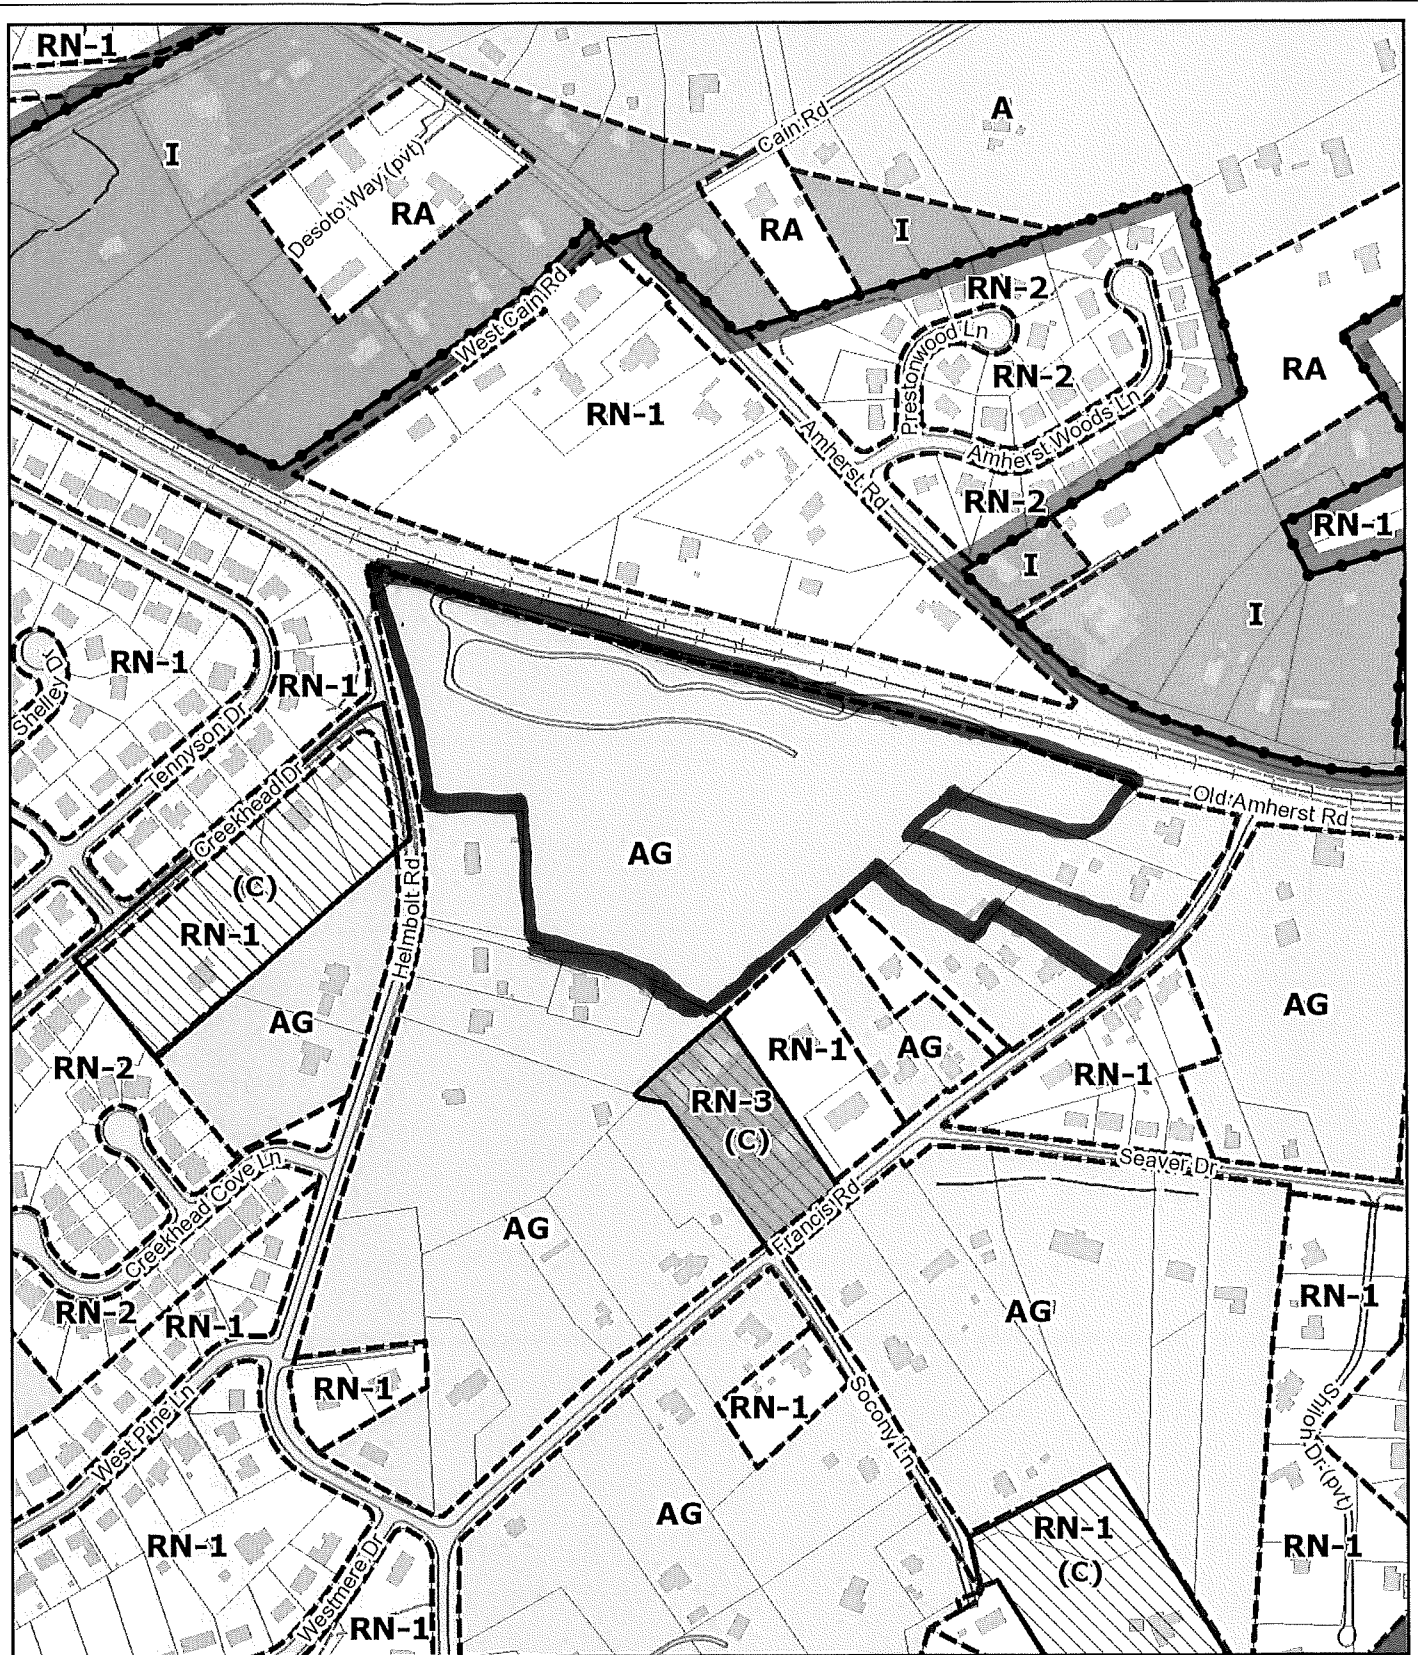 RN-1
A
Cain Rd
I
Desoto Way (pvt)
RA
RA
I
RN-2
West Cain Rd
Prestonwood Ln
RN-2
RA
RN-1
Amherst Rd
Amherst Woods Ln
RN-2
RN-1
I
I
RN-1
RN-1
Shelley Dr
Tennyson Dr
Creekhead Dr
Old Amherst Rd
AG
(C)
RN-1
Helmbolt Rd
AG
AG
RN-2
RN-1
AG
RN-1
RN-3
(C)
Seaver Dr
Creekhead Cove Ln
Francis Rd
AG
RN-2
RN-1
AG
RN-1
RN-1
RN-1
Socony Ln
Shiloh Dr (pvt)
West Pine Ln
AG
RN-1
(C)
RN-1
RN-1
Westmere Dr
RN-1